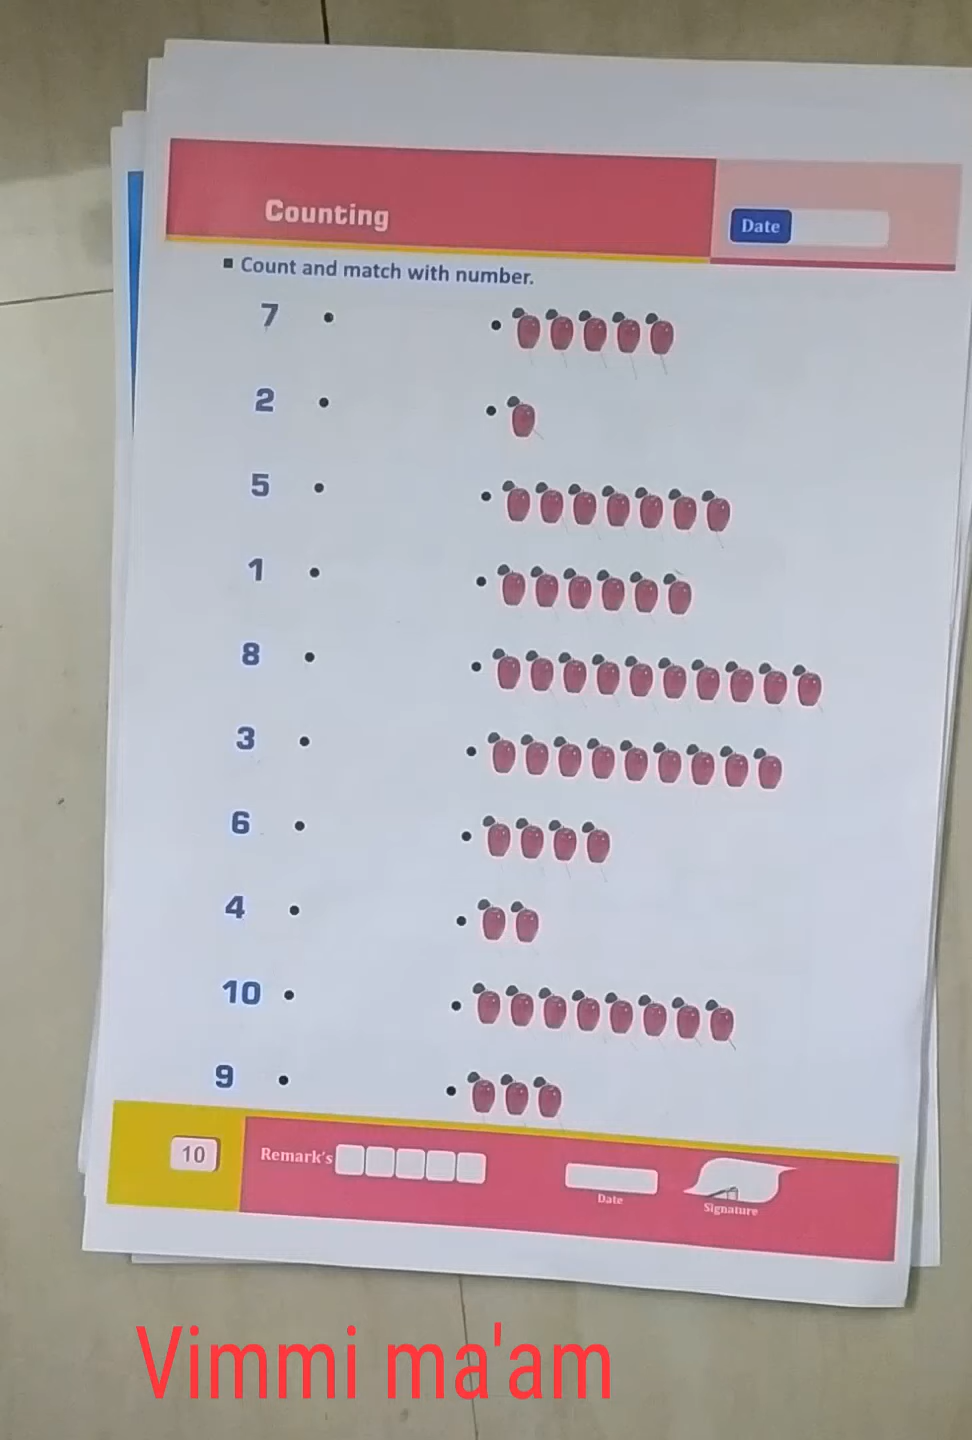 Counting
Date
Count and match with number.
7
2
5
1
8
3
6
4
10
9
10
Remark's
Date
Signature
Vimmi ma'am